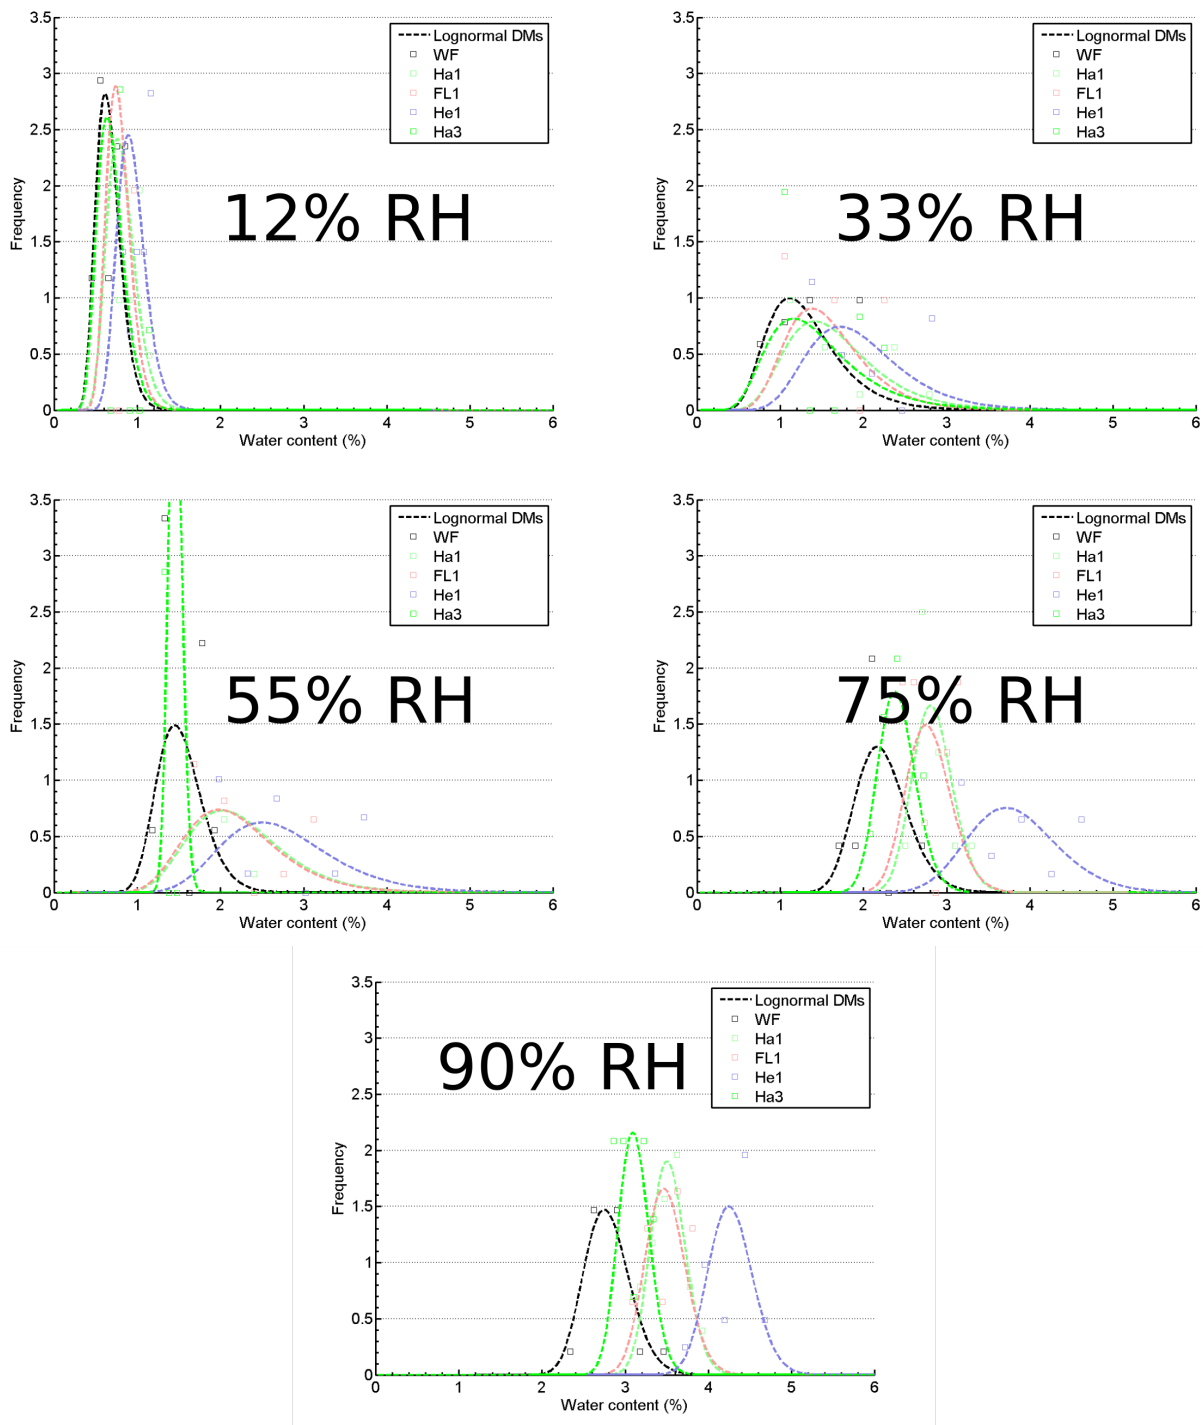 3.5
3
2.5
2
1.5
1
0.5
0
Frequency
Lognormal DMs
WF
Ha1
FL1
He1
Ha3
12% RH
0 1 2 3 4 5 6
Water content (%)
3.5
3
2.5
2
1.5
1
0.5
0
Frequency
Lognormal DMs
WF
Ha1
FL1
He1
Ha3
33% RH
0 1 2 3 4 5 6
Water content (%)
3.5
3
2.5
2
1.5
1
0.5
0
Frequency
Lognormal DMs
WF
Ha1
FL1
He1
Ha3
55% RH
0 1 2 3 4 5 6
Water content (%)
3.5
3
2.5
2
1.5
1
0.5
0
Frequency
Lognormal DMs
WF
Ha1
FL1
He1
Ha3
75% RH
0 1 2 3 4 5 6
Water content (%)
3.5
3
2.5
2
1.5
1
0.5
0
Frequency
Lognormal DMs
WF
Ha1
FL1
He1
Ha3
90% RH
0 1 2 3 4 5 6
Water content (%)